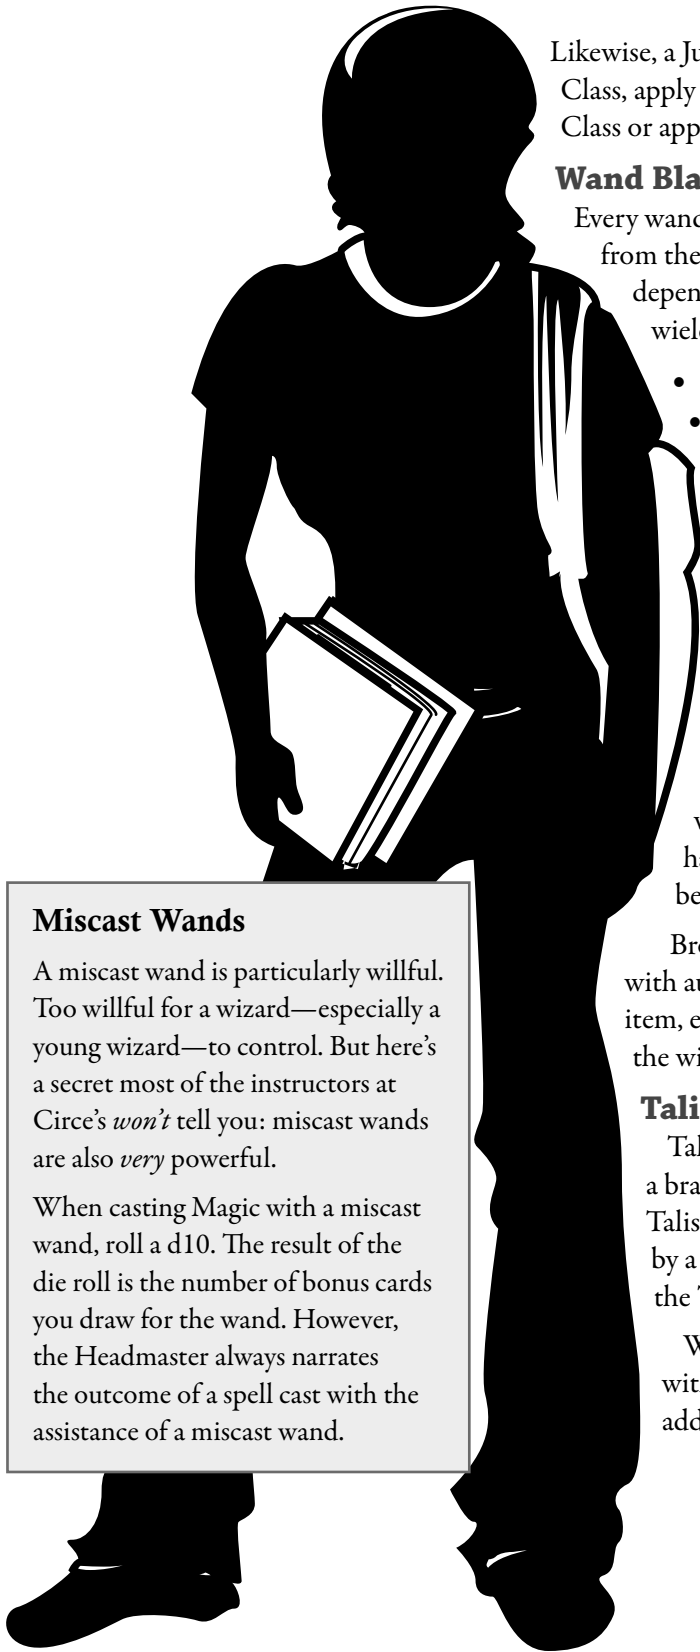 Likewise, a Ju
Class, apply
Class or app
Wand Bla
Every wand
from the
depen
wiel
•
•
be
Bro
with au
item, e
the wi
Tali
Tal
a bra
Talis
by a
the
wit
add
Miscast Wands
A miscast wand is particularly willful.
Too willful for a wizard—especially a
young wizard—to control. But here’s
a secret most of the instructors at
Circe’s won’t tell you: miscast wands
are also very powerful.
When casting Magic with a miscast
wand, roll a d10. The result of the
die roll is the number of bonus cards
you draw for the wand. However,
the Headmaster always narrates
the outcome of a spell cast with the
assistance of a miscast wand.